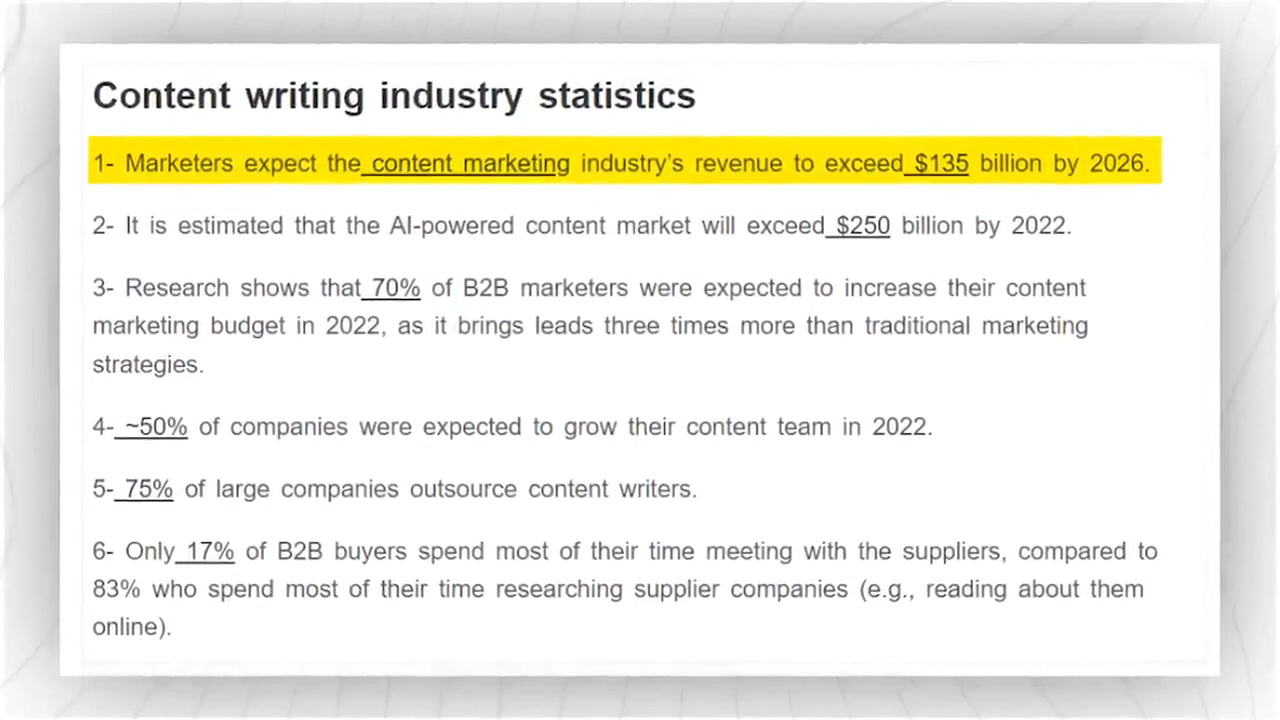 Content writing industry statistics
1- Marketers expect the content marketing industry's revenue to exceed $135 billion by 2026.
2- It is estimated that the AI-powered content market will exceed $250 billion by 2022.
3- Research shows that 70% of B2B marketers were expected to increase their content
marketing budget in 2022, as it brings leads three times more than traditional marketing
strategies.
4- ~50% of companies were expected to grow their content team in 2022.
5- 75% of large companies outsource content writers.
6- Only 17% of B2B buyers spend most of their time meeting with the suppliers, compared to
83% who spend most of their time researching supplier companies (e.g., reading about them
online).